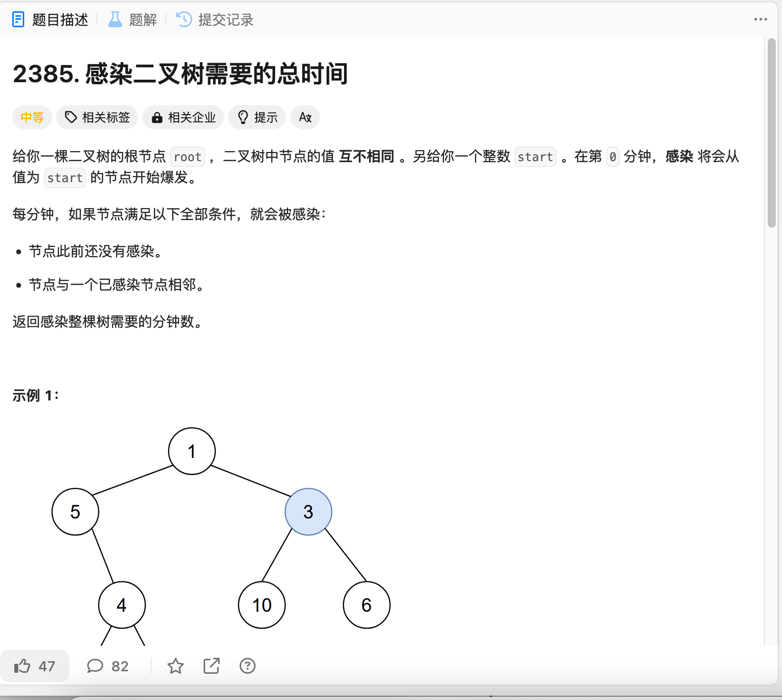 题目描述 题解 提交记录
2385. 感染二叉树需要的总时间
中等 相关标签 相关企业 提示
给你一棵二叉树的根节点 root ，二叉树中节点的值 互不相同 。另给你一个整数 start 。在第 0 分钟，感染 将会从
值为 start 的节点开始爆发。
每分钟，如果节点满足以下全部条件，就会被感染：
• 节点此前还没有感染。
• 节点与一个已感染节点相邻。
返回感染整棵树需要的分钟数。
示例 1：
1
5 3
4 10 6
47 82